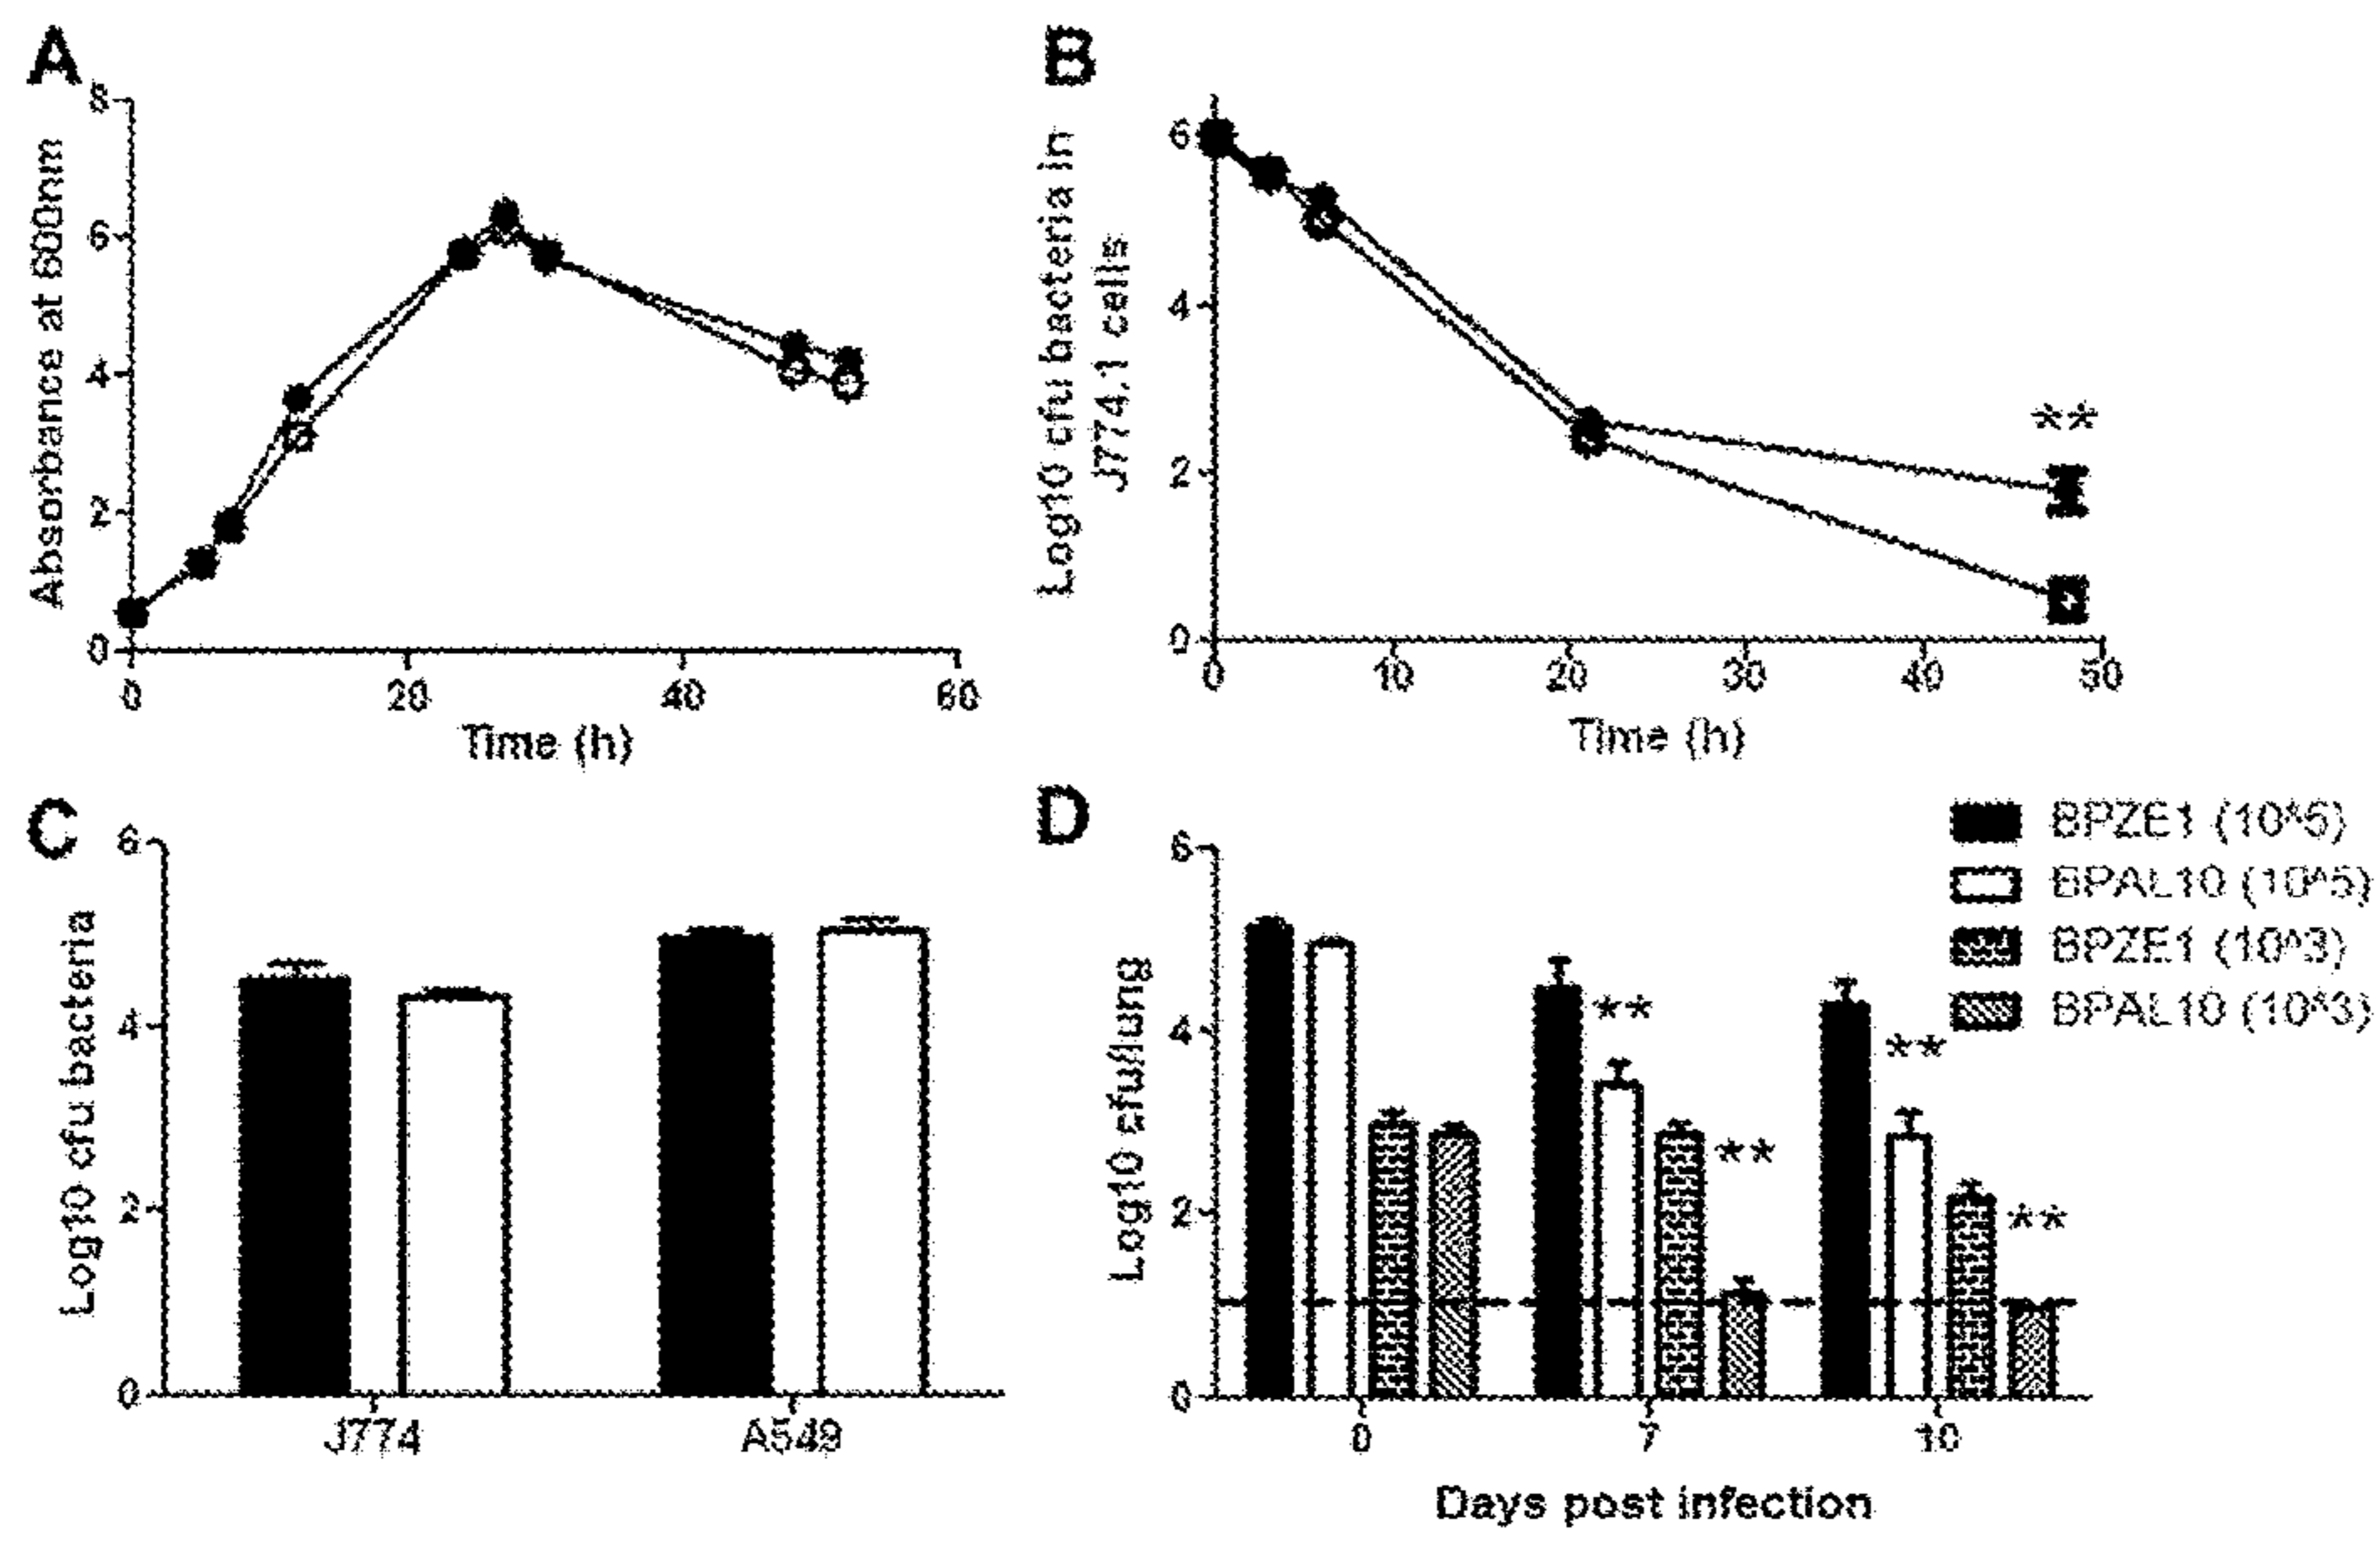 A
8
6
4
2
0
Absorbance at 600nm
0 20 40 60
Time (h)
B
6
4
2
0
Log10 cfu bacteria in
J774.1 cells
**
0 10 20 30 40 50
Time (h)
C
6
4
2
0
Log10 cfu bacteria
J774 A549
D
6
4
2
0
Log10 cfu/lung
BPZE1 (10^5)
BPAL10 (10^5)
BPZE1 (10^3)
BPAL10 (10^3)
**
**
**
**
0 7 10
Days post infection